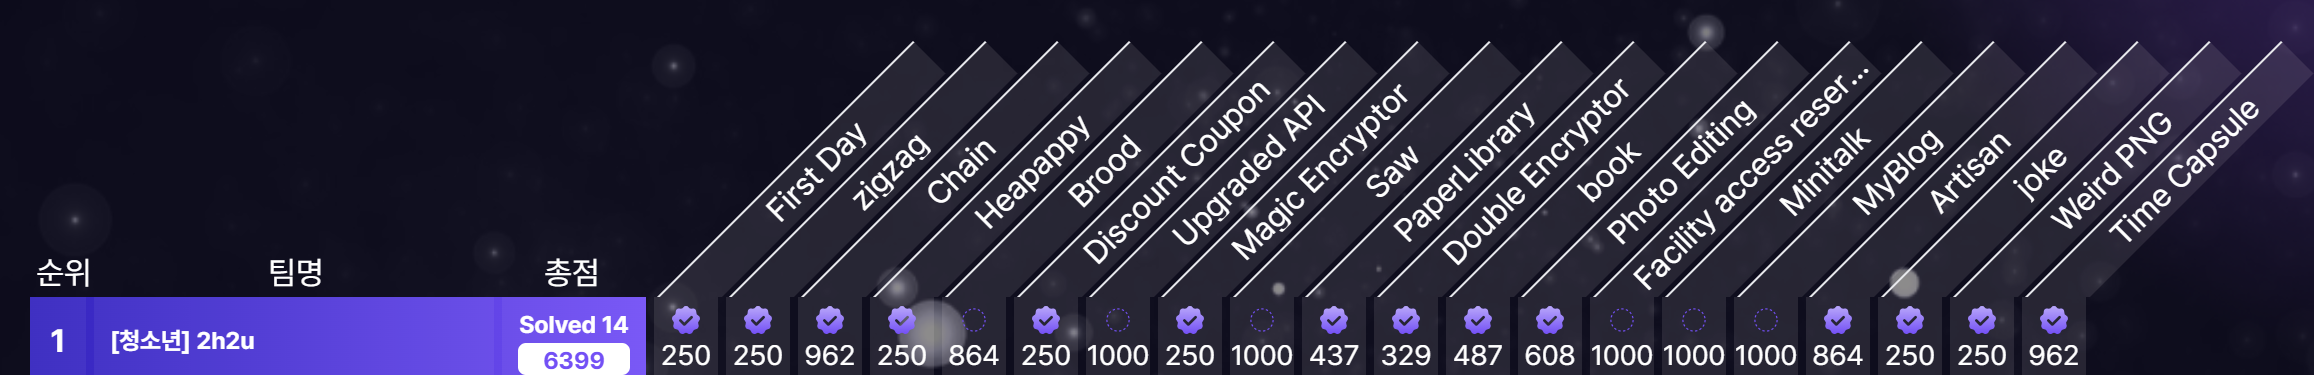 First Day
zigzag
Chain
Heapappy
Brood
Discount Coupon
Upgraded API
Magic Encryptor
Saw
PaperLibrary
Double Encryptor
book
Photo Editing
Facility access reser...
Minitalk
MyBlog
Artisan
joke
Weird PNG
Time Capsule
순위 팀명 총점
1 [청소년] 2h2u Solved 14
6399 250 250 962 250 864 250 1000 250 1000 437 329 487 608 1000 1000 1000 864 250 250 962